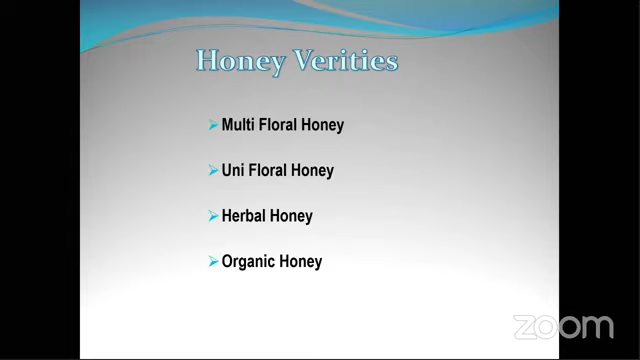 Honey Verities
Multi Floral Honey
Uni Floral Honey
Herbal Honey
Organic Honey
zoom